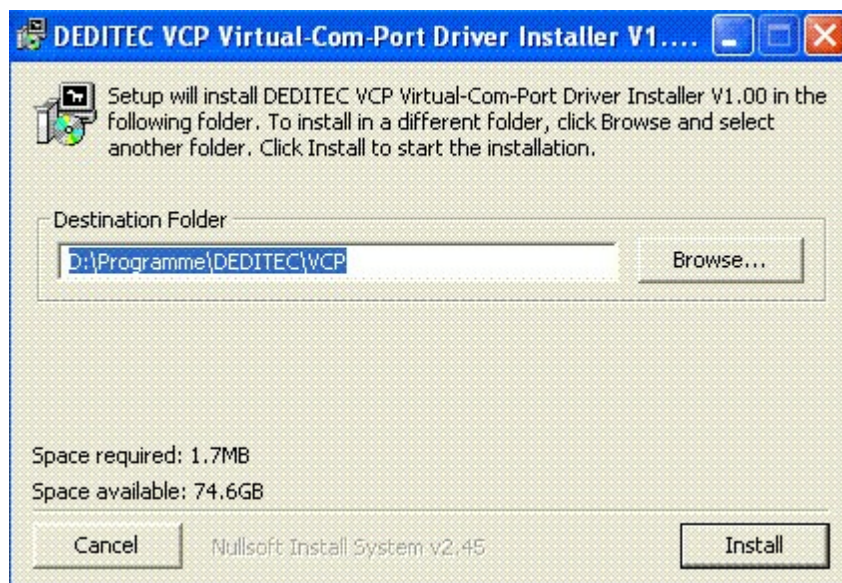 DEDITEC VCP Virtual-Com-Port Driver Installer V1....
Setup will install DEDITEC VCP Virtual-Com-Port Driver Installer V1.00 in the
following folder. To install in a different folder, click Browse and select
another folder. Click Install to start the installation.
Destination Folder
D:\Programme\DEDITEC\VCP
Browse...
Space required: 1.7MB
Space available: 74.6GB
Cancel
Nullsoft Install System v2.45
Install